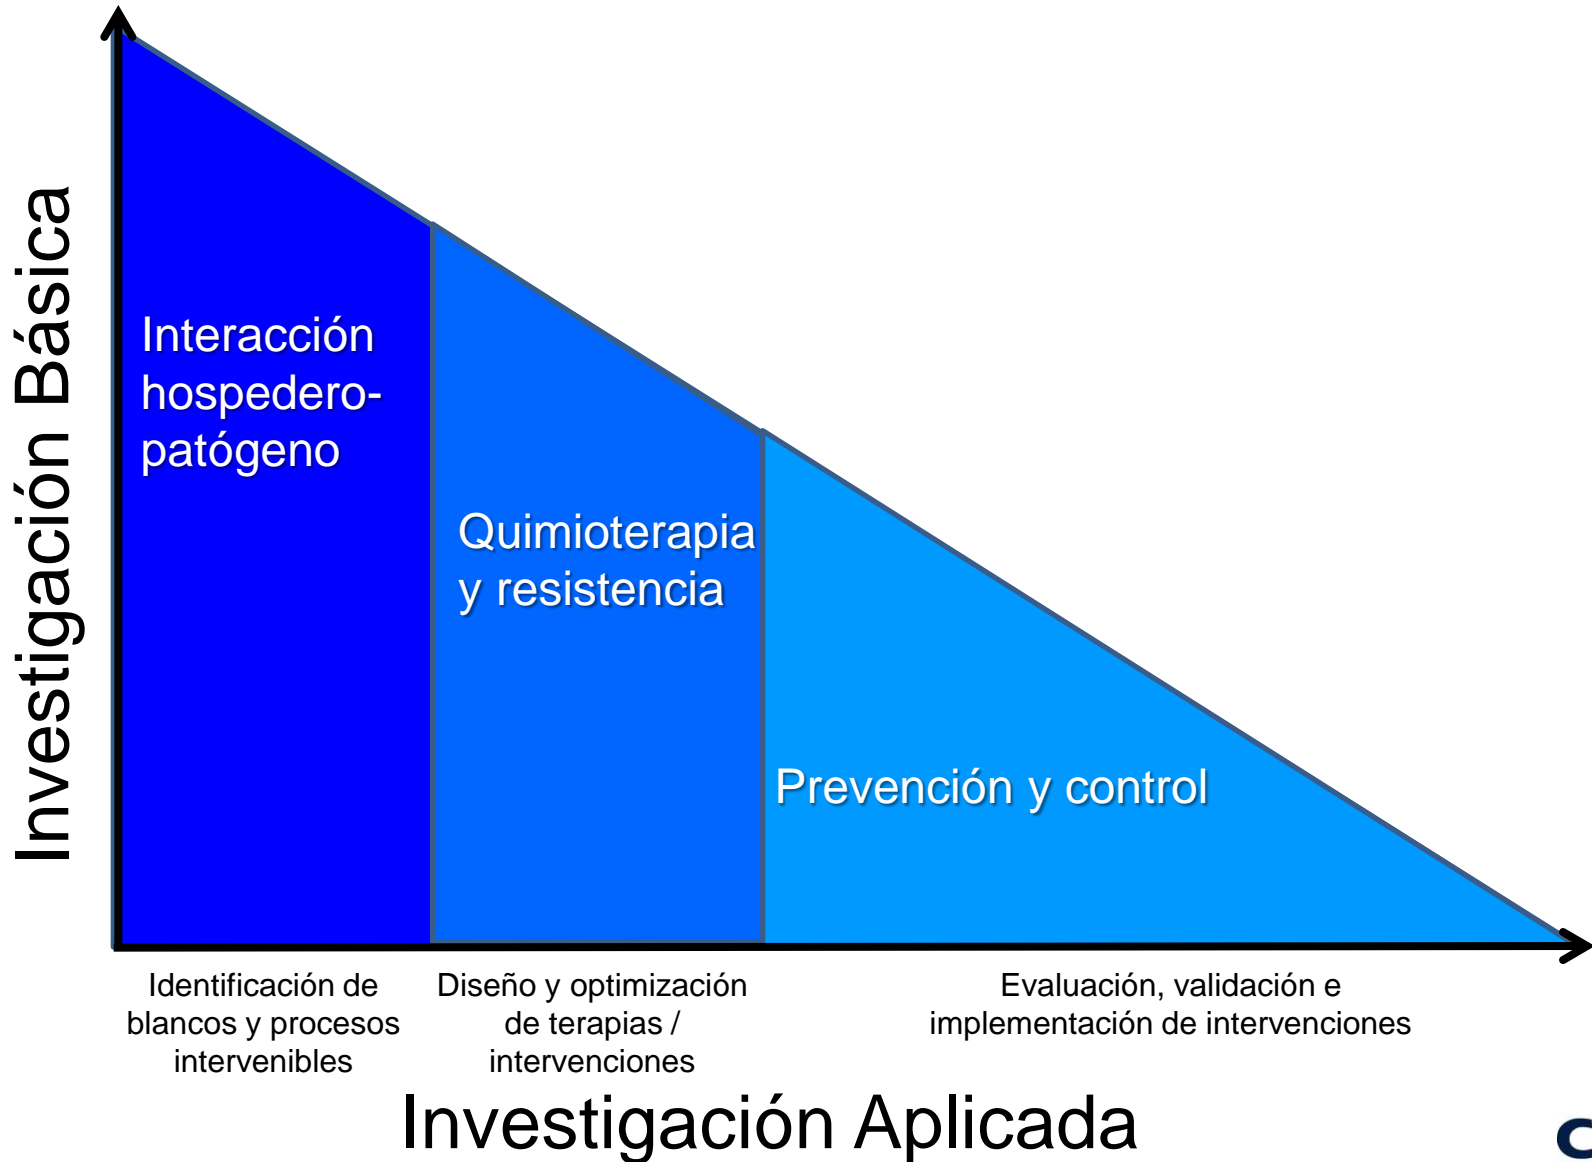 Investigación Básica
Interacción
hospedero-
patógeno
Quimioterapia
y resistencia
Prevención y control
Identificación de
blancos y procesos
intervenibles
Diseño y optimización
de terapias /
intervenciones
Evaluación, validación e
implementación de intervenciones
Investigación Aplicada